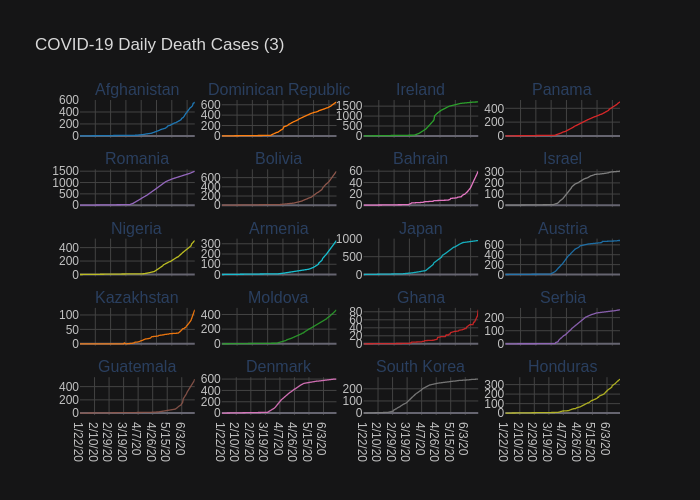 COVID-19 Daily Death Cases (3)
Afghanistan Dominican Republic Ireland Panama
600 400 200 0
600 400 200 0
1500 1000 500 0
400 200 0
Romania Bolivia Bahrain Israel
1500 1000 500 0
600 400 200 0
60 40 20 0
300 200 100 0
Nigeria Armenia Japan Austria
400 200 0
300 200 100 0
1000 500 0
600 400 200 0
Kazakhstan Moldova Ghana Serbia
100 50 0
400 200 0
80 60 40 20 0
200 100 0
Guatemala Denmark South Korea Honduras
400 200 0
600 400 200 0
200 100 0
300 200 100 0
1/22/20 2/10/20 2/29/20 3/19/20 4/7/20 4/26/20 5/15/20 6/3/20
1/22/20 2/10/20 2/29/20 3/19/20 4/7/20 4/26/20 5/15/20 6/3/20
1/22/20 2/10/20 2/29/20 3/19/20 4/7/20 4/26/20 5/15/20 6/3/20
1/22/20 2/10/20 2/29/20 3/19/20 4/7/20 4/26/20 5/15/20 6/3/20